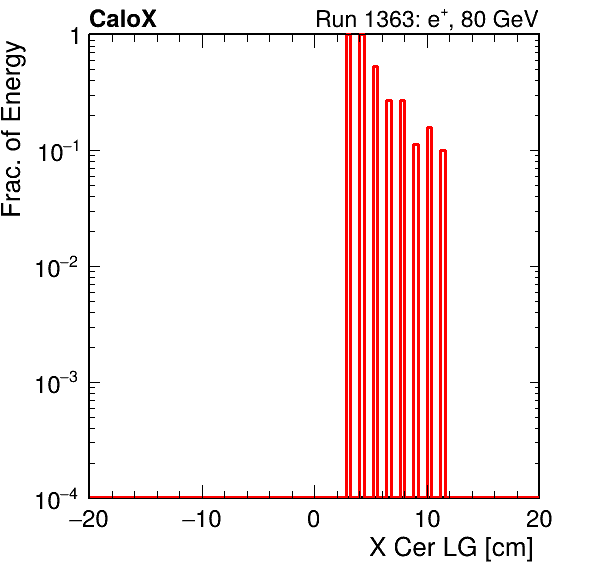 CaloX Run 1363: e⁺, 80 GeV
Frac. of Energy
1
10⁻¹
10⁻²
10⁻³
10⁻⁴
−20 −10 0 10 20
X Cer LG [cm]